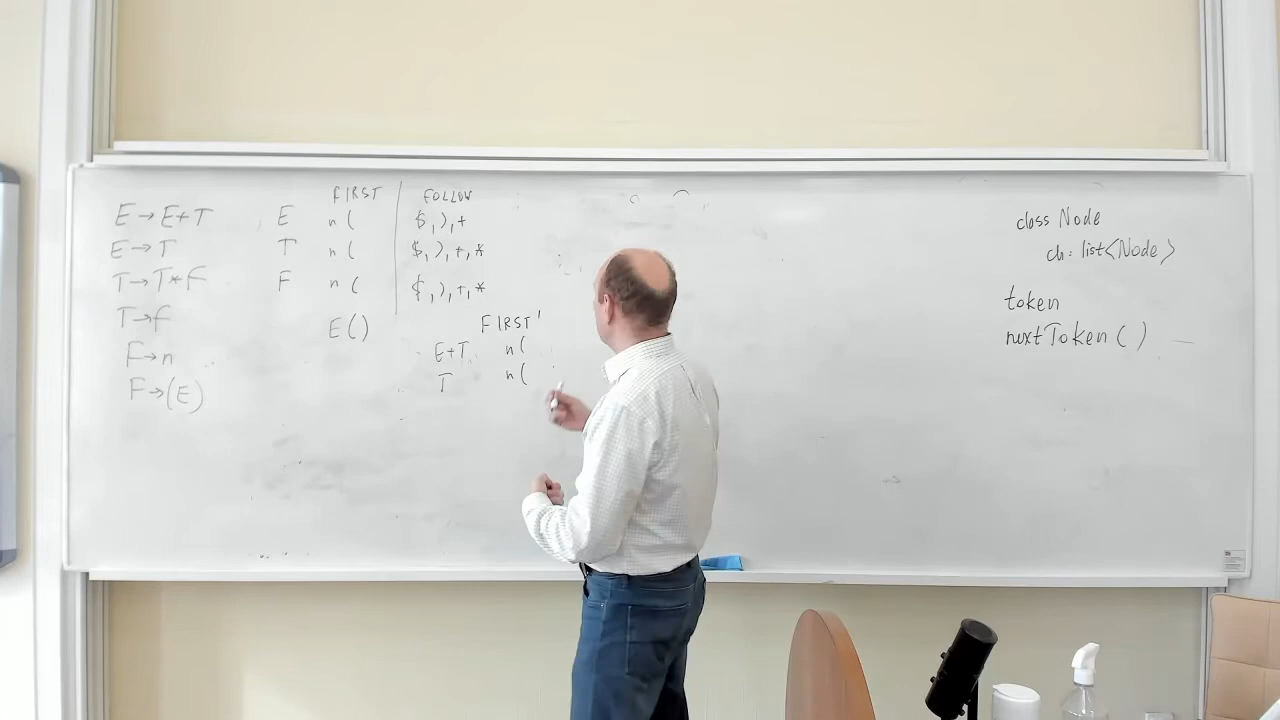 FIRST FOLLOW
E → E+T E n ( $, ), +
E → T T n ( $, ), +, *
T → T * F F n ( $, ), +, *
T → F E ( )
F → n
F → (E)
FIRST'
E+T n (
T n (
class Node
ch: list<Node>
token
nextToken( )